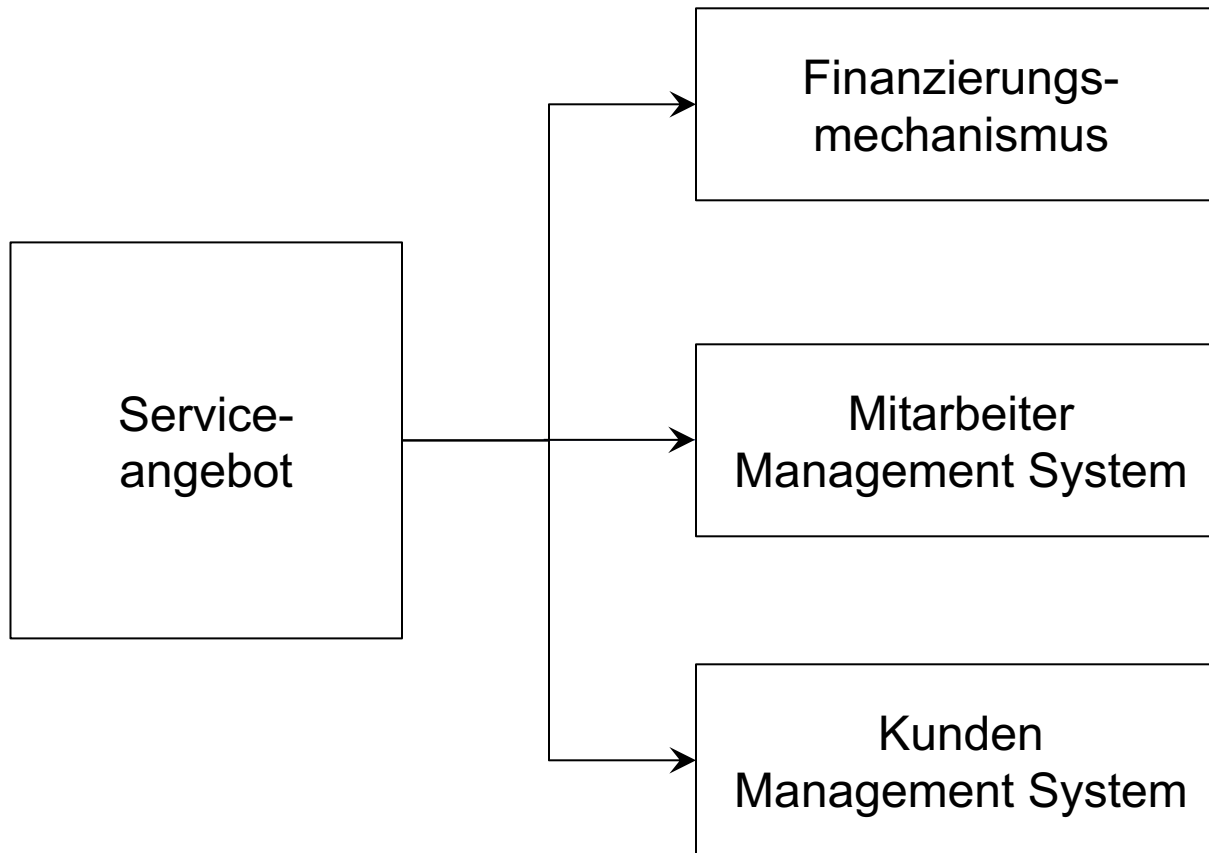 Finanzierungs-
mechanismus
Service-
angebot
Mitarbeiter
Management System
Kunden
Management System